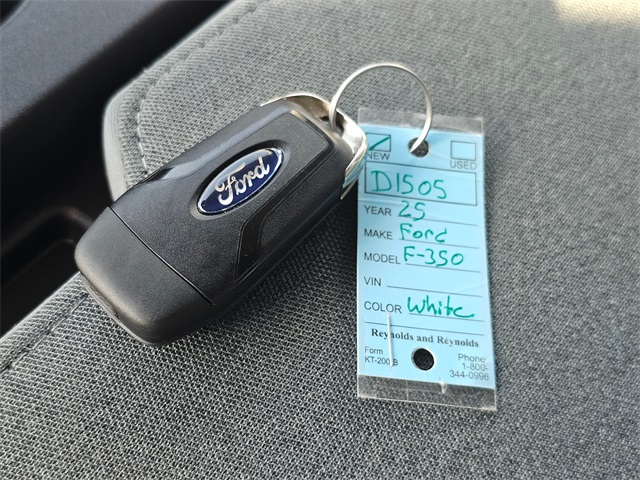 Ford
NEW USED
D1505
YEAR 25
MAKE Ford
MODEL F-350
VIN
COLOR White
Reynolds and Reynolds
Form
KT-200 B
Phone
1-800-
344-0996